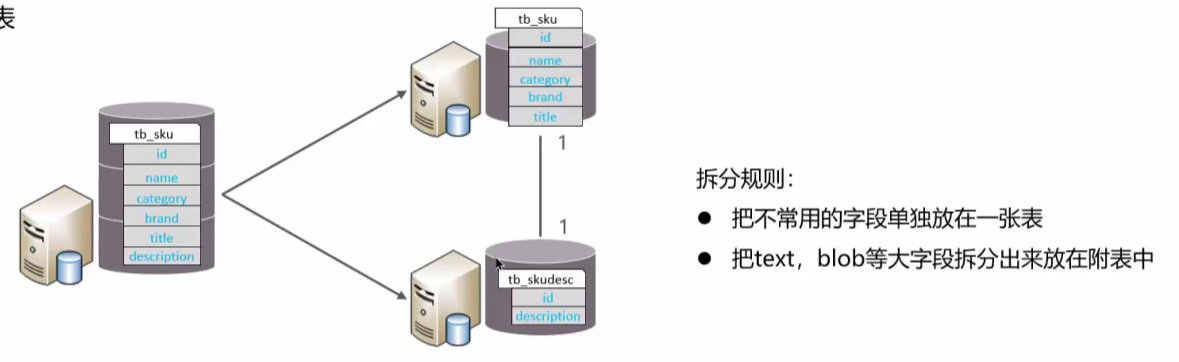 表
tb_sku
id
name
category
brand
title
description
tb_sku
id
name
category
brand
title
1
1
tb_skudesc
id
description
拆分规则：
● 把不常用的字段单独放在一张表
● 把text，blob等大字段拆分出来放在附表中